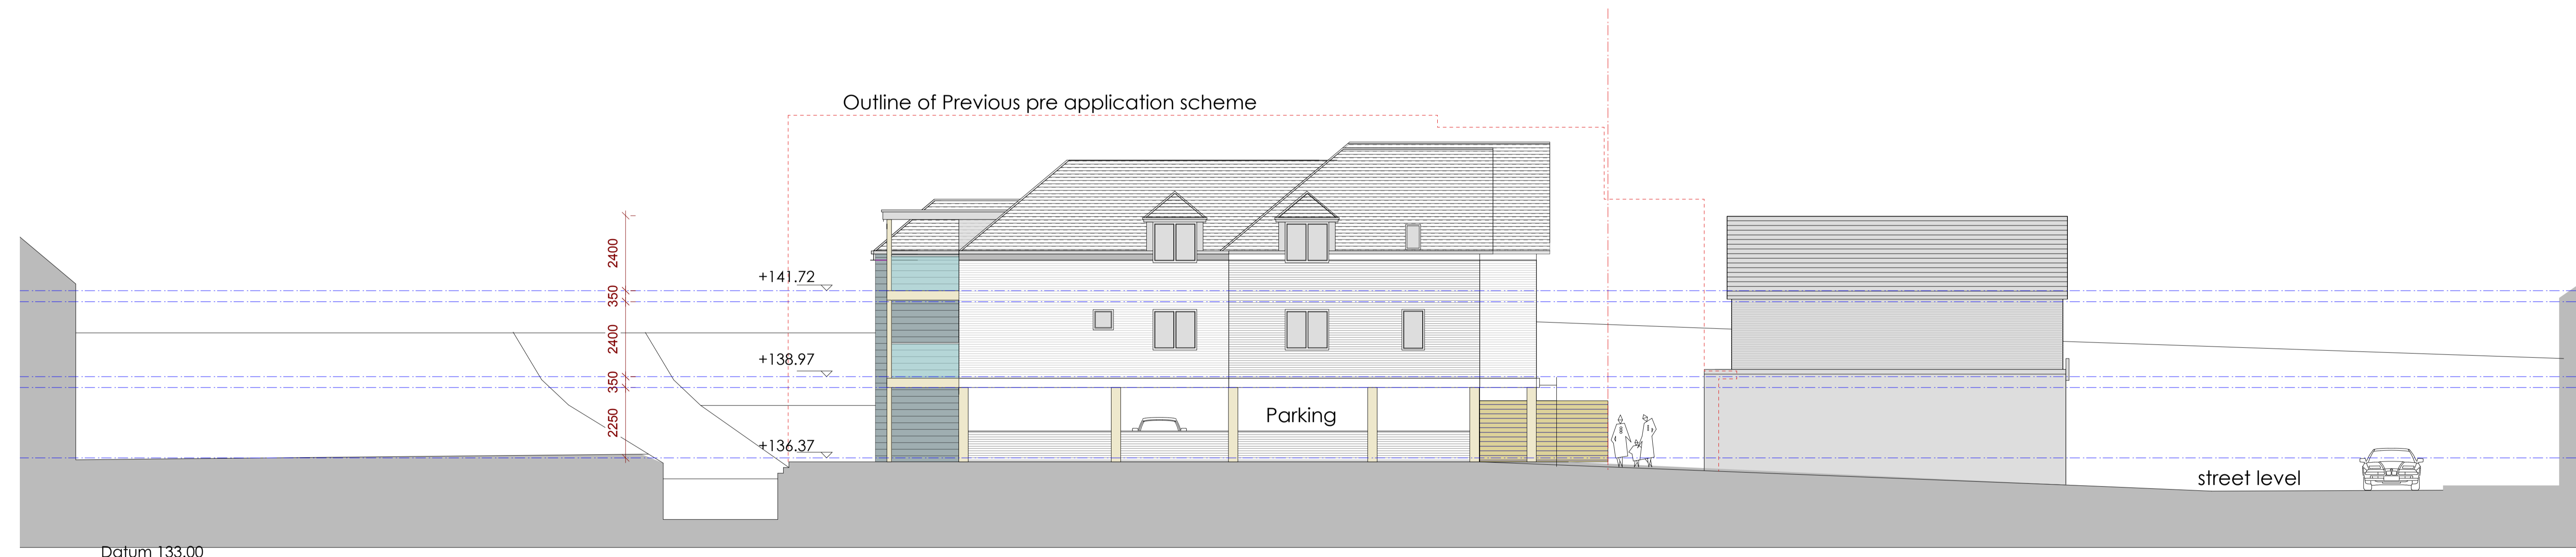 Outline of Previous pre application scheme
2400
+141.72
350
2400
+138.97
350
Parking
2250
+136.37
street level
Datum 133.00